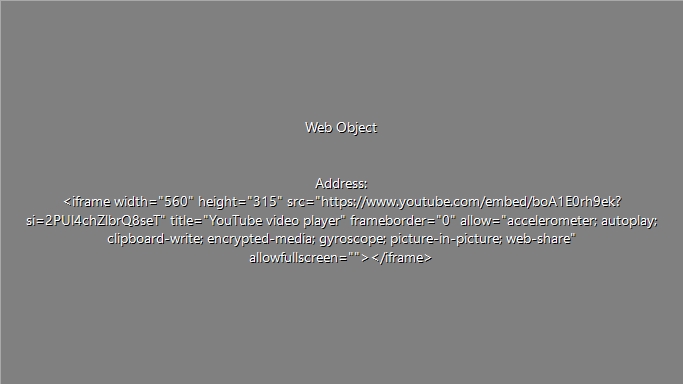 Web Object
Address:
<iframe width="560" height="315" src="https://www.youtube.com/embed/boA1E0rh9ek?
si=2PUl4chZlbrQ8seT" title="YouTube video player" frameborder="0" allow="accelerometer; autoplay;
clipboard-write; encrypted-media; gyroscope; picture-in-picture; web-share"
allowfullscreen=""></iframe>